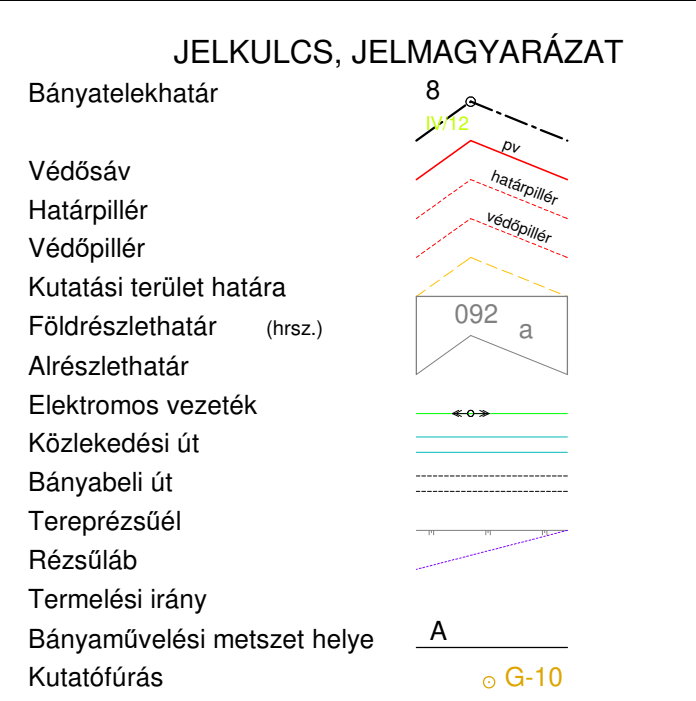 JELKULCS, JELMAGYARÁZAT
Bányatelekhatár 8
IV/12
Védősáv pv
Határpillér határpillér
Védőpillér védőpillér
Kutatási terület határa
Földrészlethatár (hrsz.) 092 a
Alrészlethatár
Elektromos vezeték
Közlekedési út
Bányabeli út
Tereprézsűél
Rézsűláb
Termelési irány
Bányaművelési metszet helye A
Kutatófúrás G-10